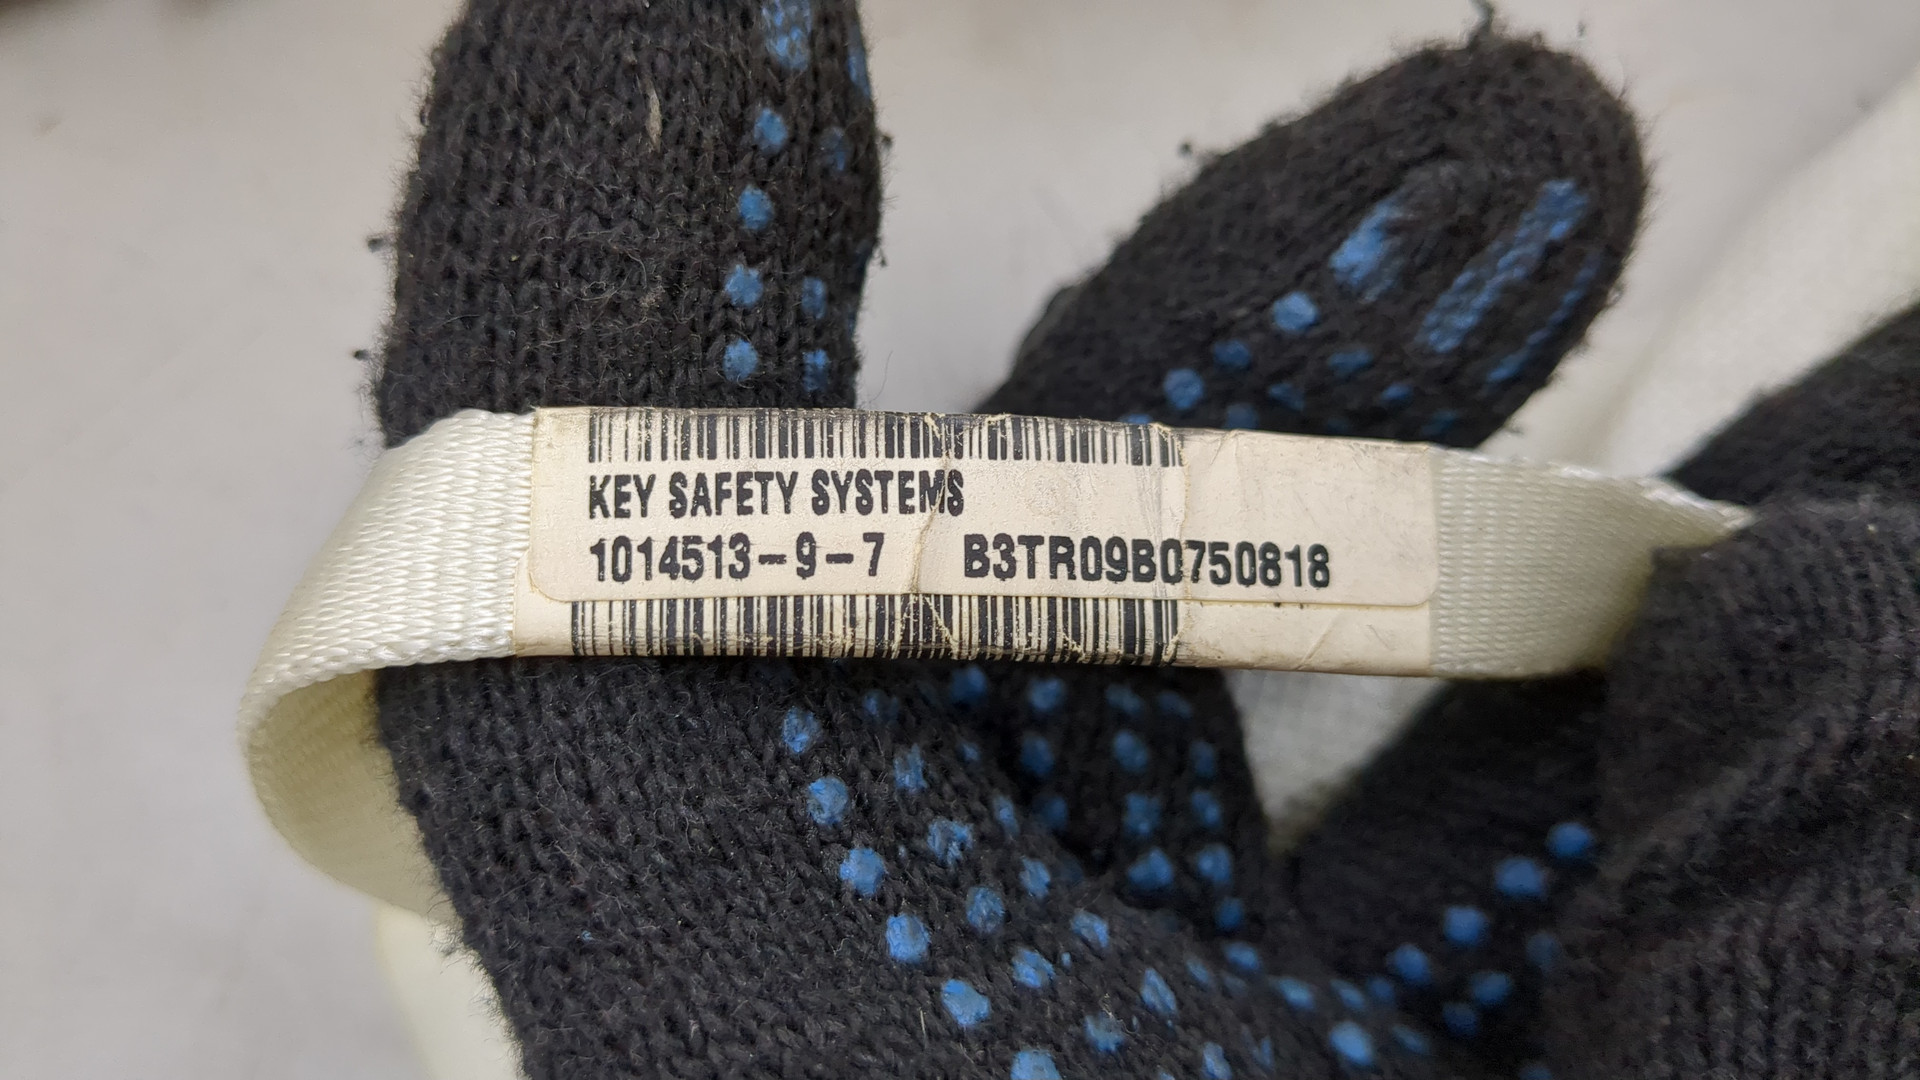 KEY SAFETY SYSTEMS
1014513-9-7 B3TR09B0750818